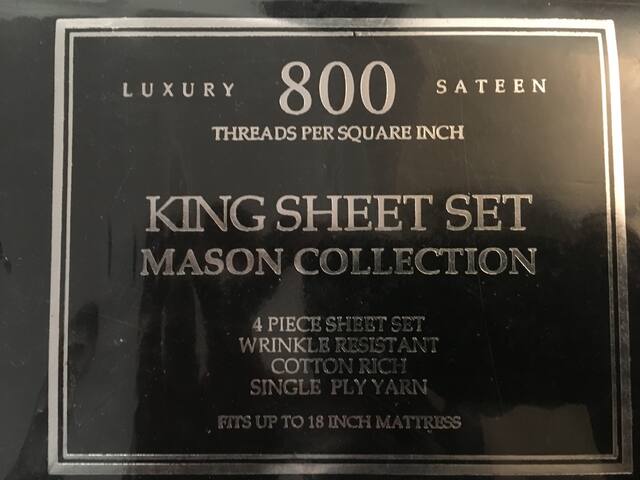 LUXURY 800 SATEEN
THREADS PER SQUARE INCH
KING SHEET SET
MASON COLLECTION
4 PIECE SHEET SET
WRINKLE RESISTANT
COTTON RICH
SINGLE PLY YARN
FITS UP TO 18 INCH MATTRESS